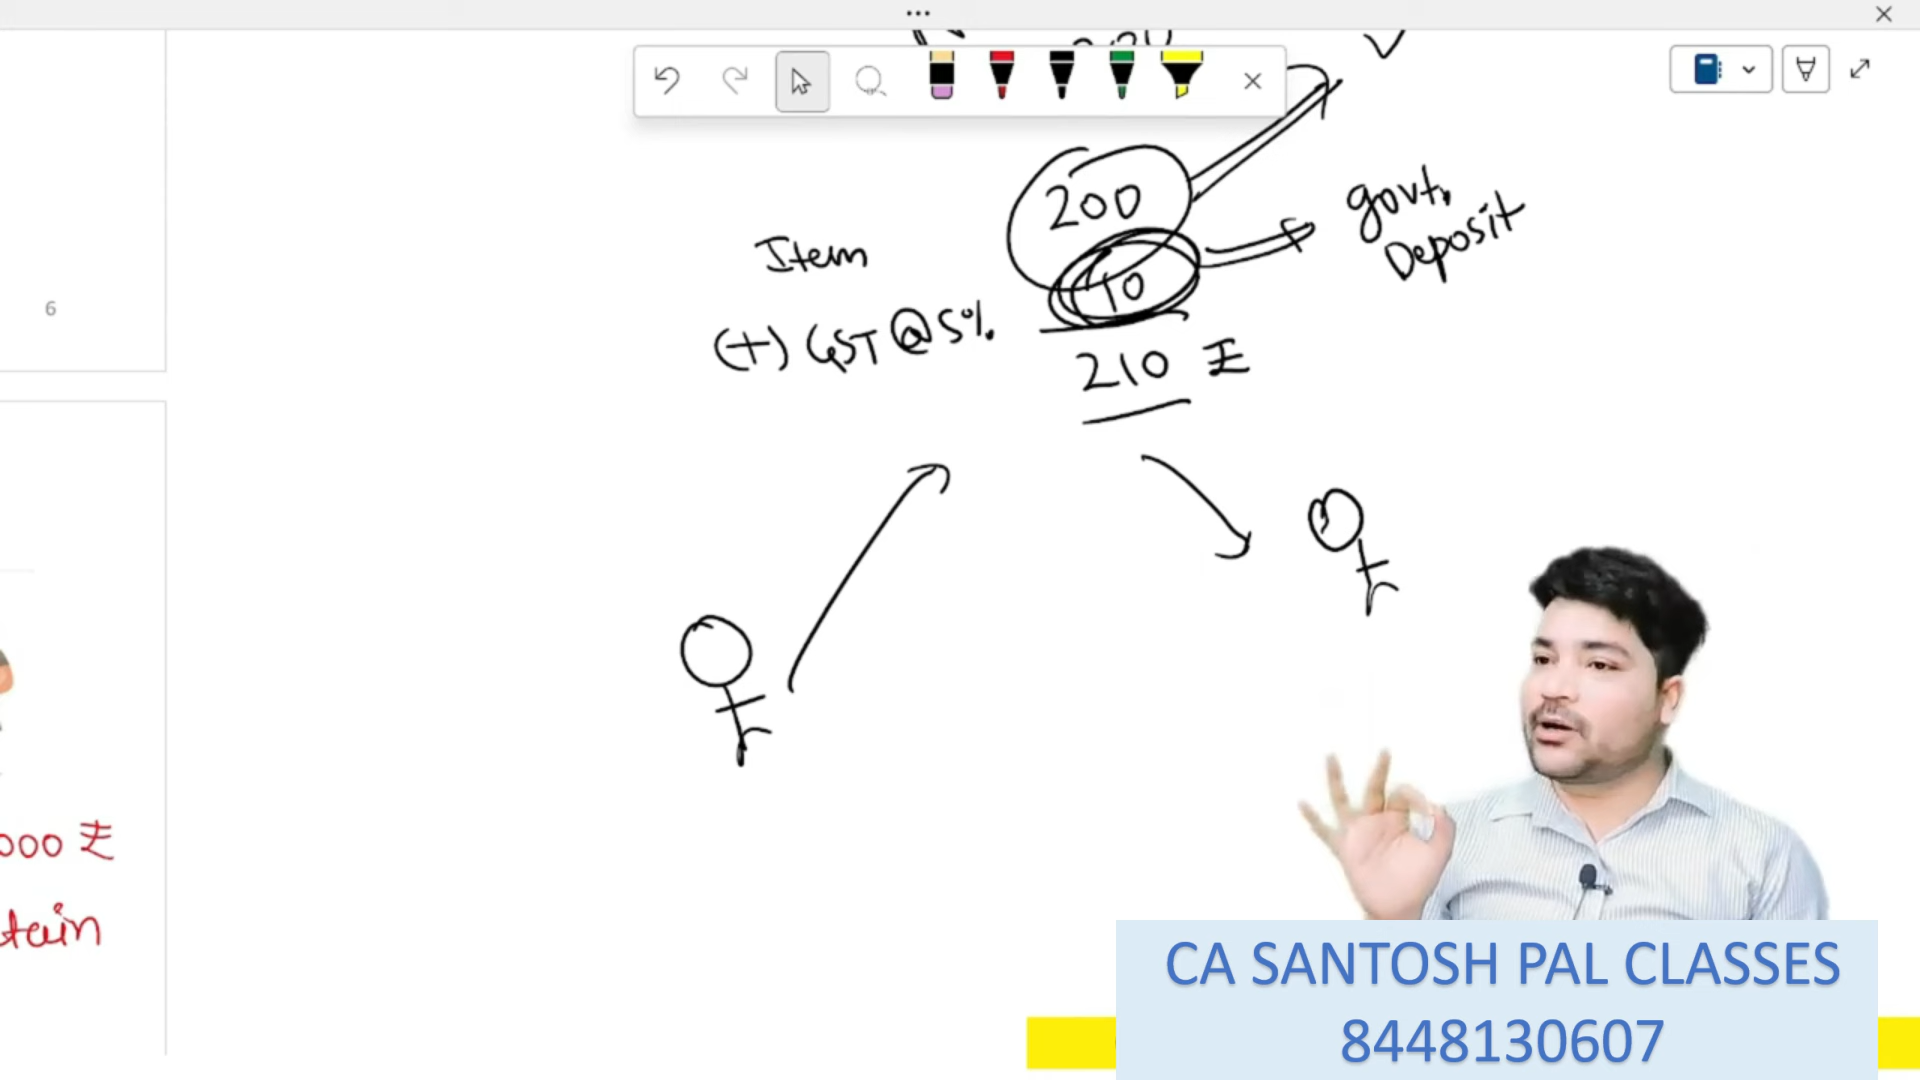 200
govt.
Deposit
Item
10
(+) GST @ 5%
210 ₹
6
000 ₹
tain
CA SANTOSH PAL CLASSES
8448130607